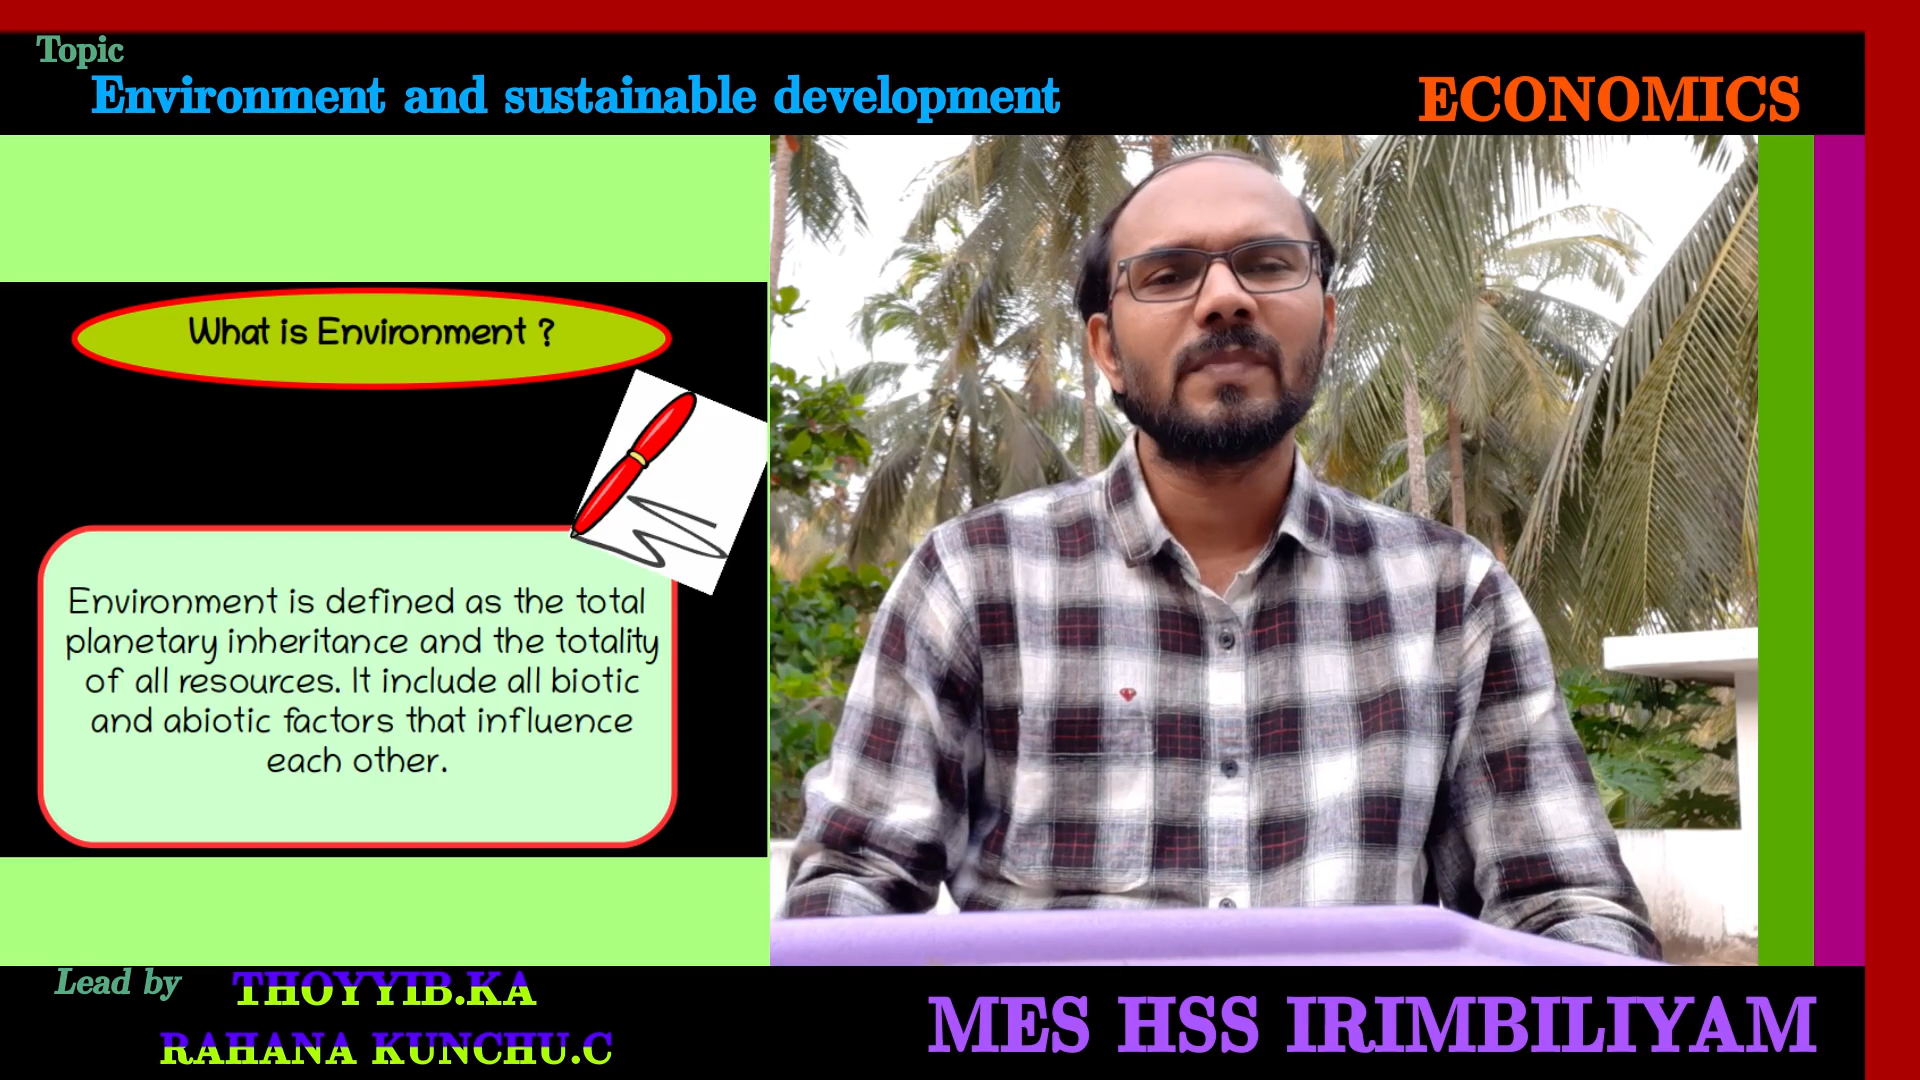 Topic
Environment and sustainable development
ECONOMICS
What is Environment ?
Environment is defined as the total
planetary inheritance and the totality
of all resources. It include all biotic
and abiotic factors that influence
each other.
Lead by
THOYYIB.KA
RAHANA KUNCHU.C
MES HSS IRIMBILIYAM